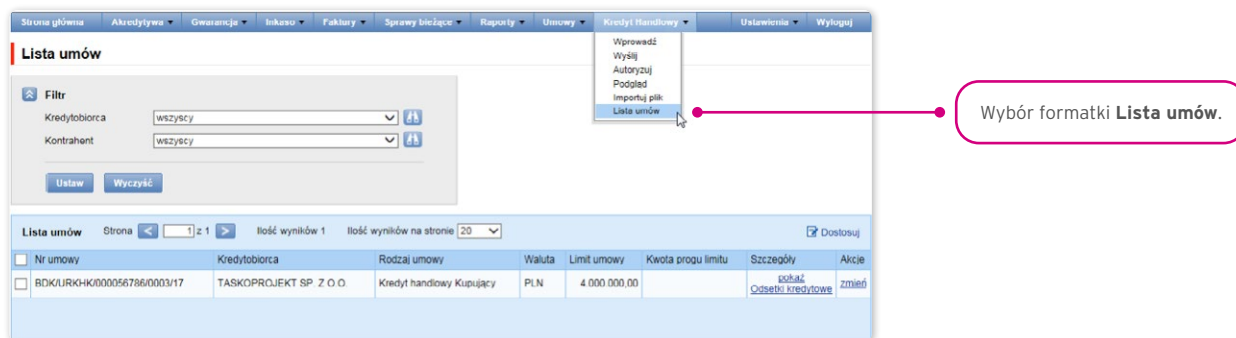 Strona główna Akredytywa Gwarancja Inkaso Faktury Sprawy bieżące Raporty Umowy Kredyt Handlowy Ustawienia Wyloguj
Wprowadź
Wyślij
Autoryzuj
Podgląd
Importuj plik
Lista umów
Lista umów
Filtr
Kredytobiorca wszyscy
Kontrahent wszyscy
Ustaw Wyczyść
Wybór formatki Lista umów.
Lista umów Strona < 1 z 1 > Ilość wyników 1 Ilość wyników na stronie 20 Dostosuj
Nr umowy Kredytobiorca Rodzaj umowy Waluta Limit umowy Kwota progu limitu Szczegóły Akcje
BDK/URKHK/000056786/0003/17 TASKOPROJEKT SP. Z O.O. Kredyt handlowy Kupujący PLN 4.000.000,00 pokaż zmień
Odsetki kredytowe